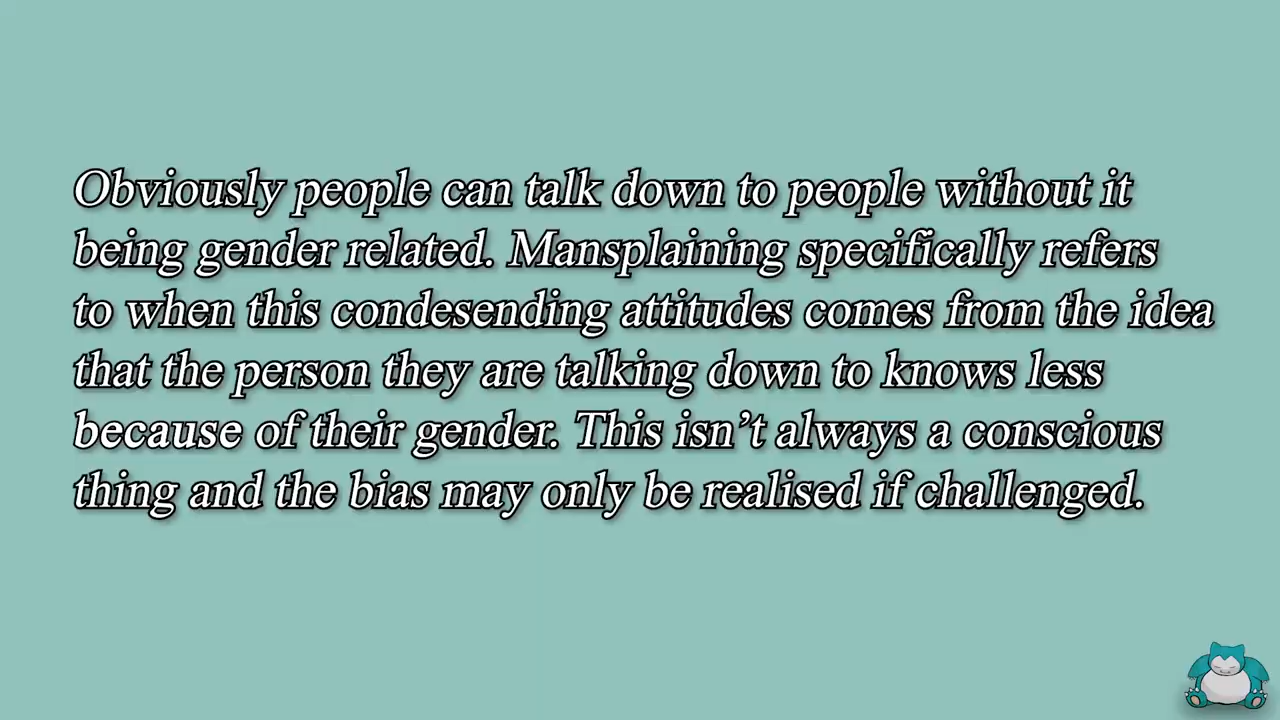 Obviously people can talk down to people without it
being gender related. Mansplaining specifically refers
to when this condesending attitudes comes from the idea
that the person they are talking down to knows less
because of their gender. This isn’t always a conscious
thing and the bias may only be realised if challenged.